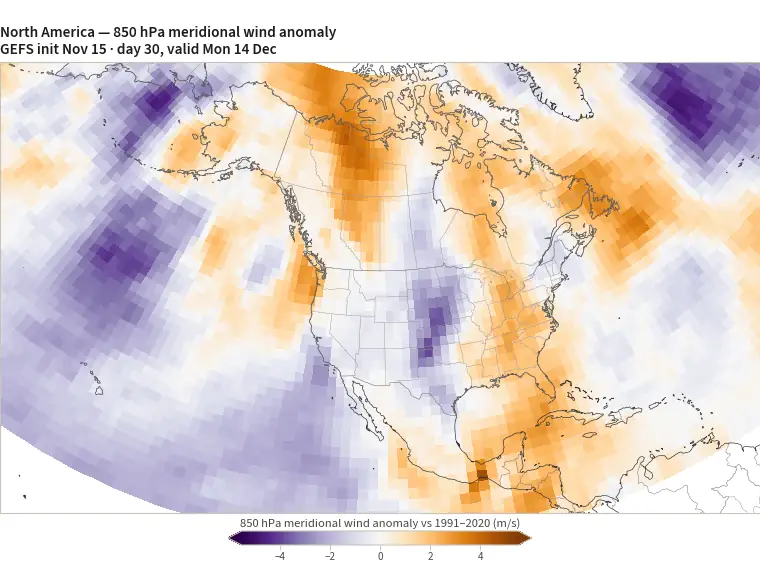 North America — 850 hPa meridional wind anomaly
GEFS init Nov 15 · day 30, valid Mon 14 Dec
850 hPa meridional wind anomaly vs 1991–2020 (m/s)
−4 −2 0 2 4